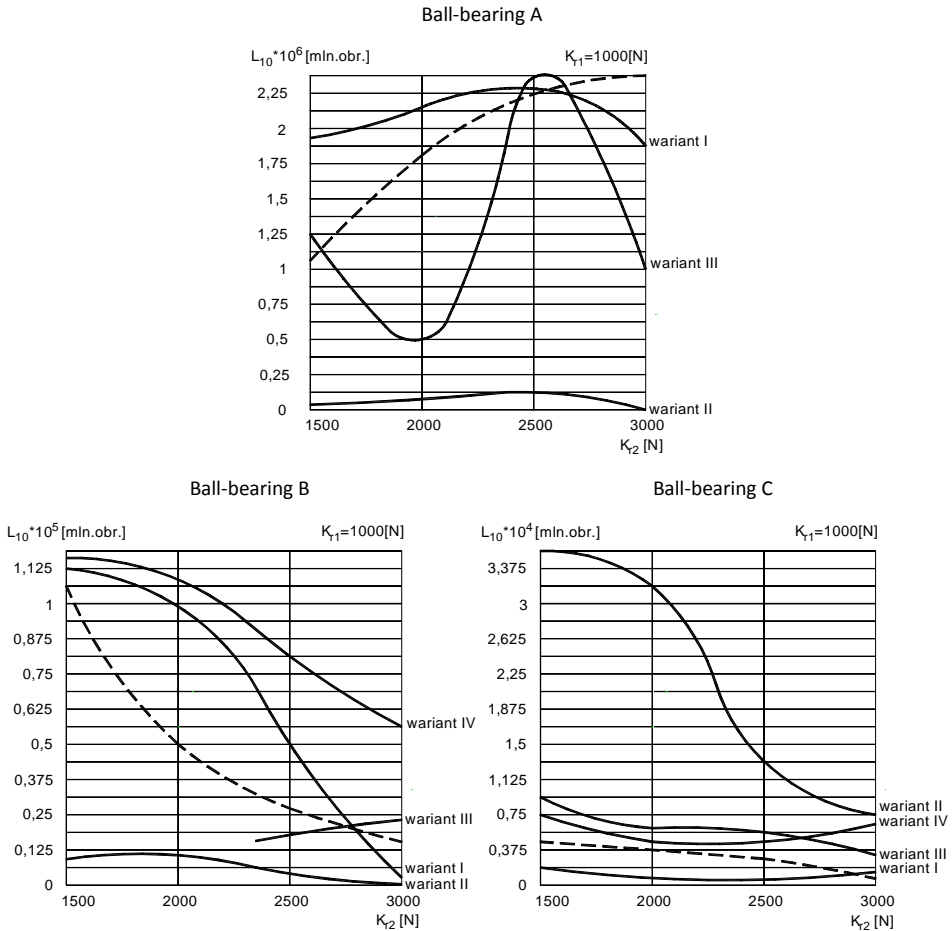 Ball-bearing A
L10*10^6 [mln.obr.]
Kr1=1000[N]
2,25
2
1,75
1,5
1,25
1
0,75
0,5
0,25
0
wariant I
wariant III
wariant II
1500
2000
2500
3000
Kr2 [N]
Ball-bearing B
L10*10^5 [mln.obr.]
Kr1=1000[N]
1,125
1
0,875
0,75
0,625
0,5
0,375
0,25
0,125
0
wariant IV
wariant III
wariant I
wariant II
1500
2000
2500
3000
Kr2 [N]
Ball-bearing C
L10*10^4 [mln.obr.]
Kr1=1000[N]
3,375
3
2,625
2,25
1,875
1,5
1,125
0,75
0,375
0
wariant II
wariant IV
wariant III
wariant I
1500
2000
2500
3000
Kr2 [N]